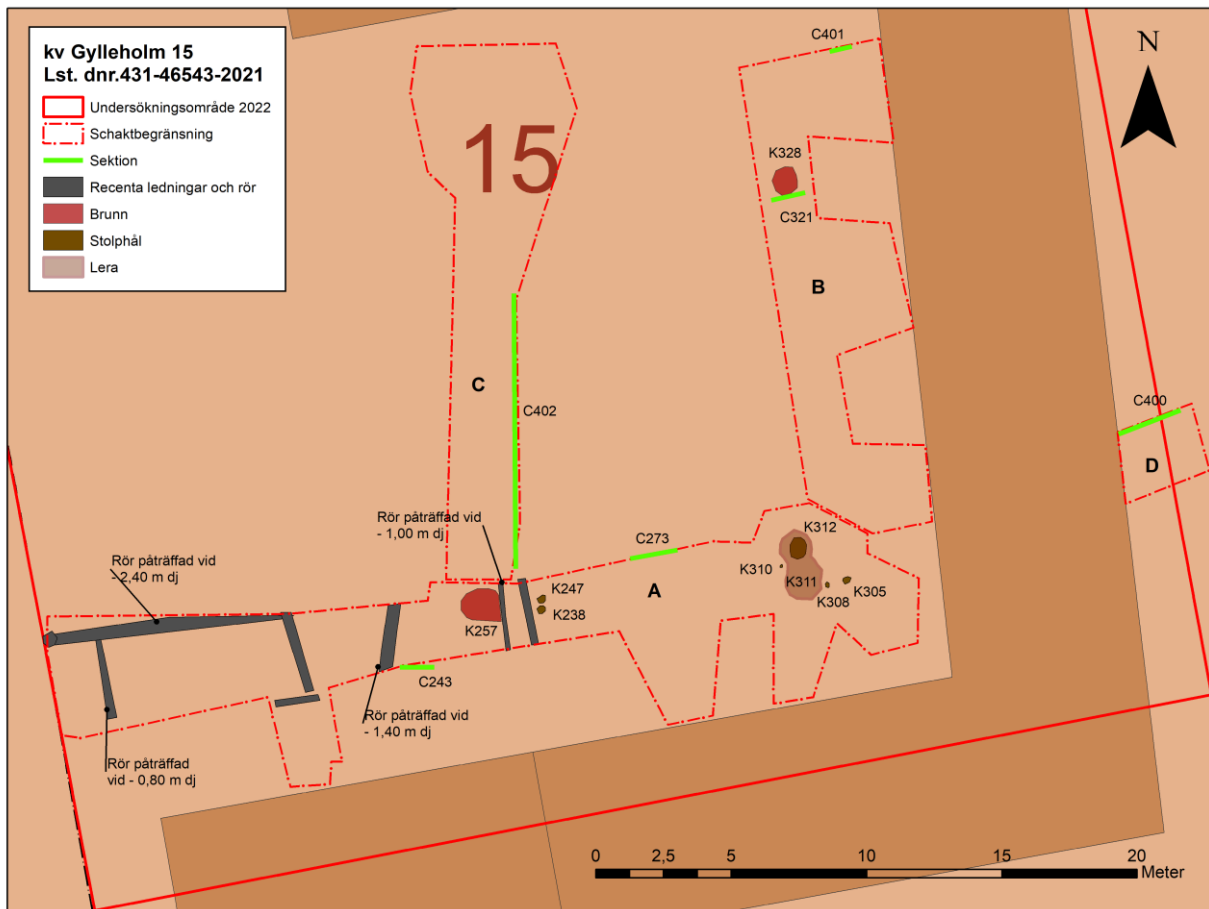 kv Gylleholm 15
Lst. dnr.431-46543-2021
Undersökningsområde 2022
Schaktbegränsning
Sektion
Recenta ledningar och rör
Brunn
Stolphål
Lera
15
N
C401
K328
C321
B
C
C402
C400
D
Rör påträffad vid
- 1,00 m dj
C273
K312
K310
K311
K308
K305
A
Rör påträffad vid
-2,40 m dj
K247
K238
K257
C243
Rör påträffad vid
- 1,40 m dj
Rör påträffad
vid - 0,80 m dj
0 2,5 5 10 15 20
Meter